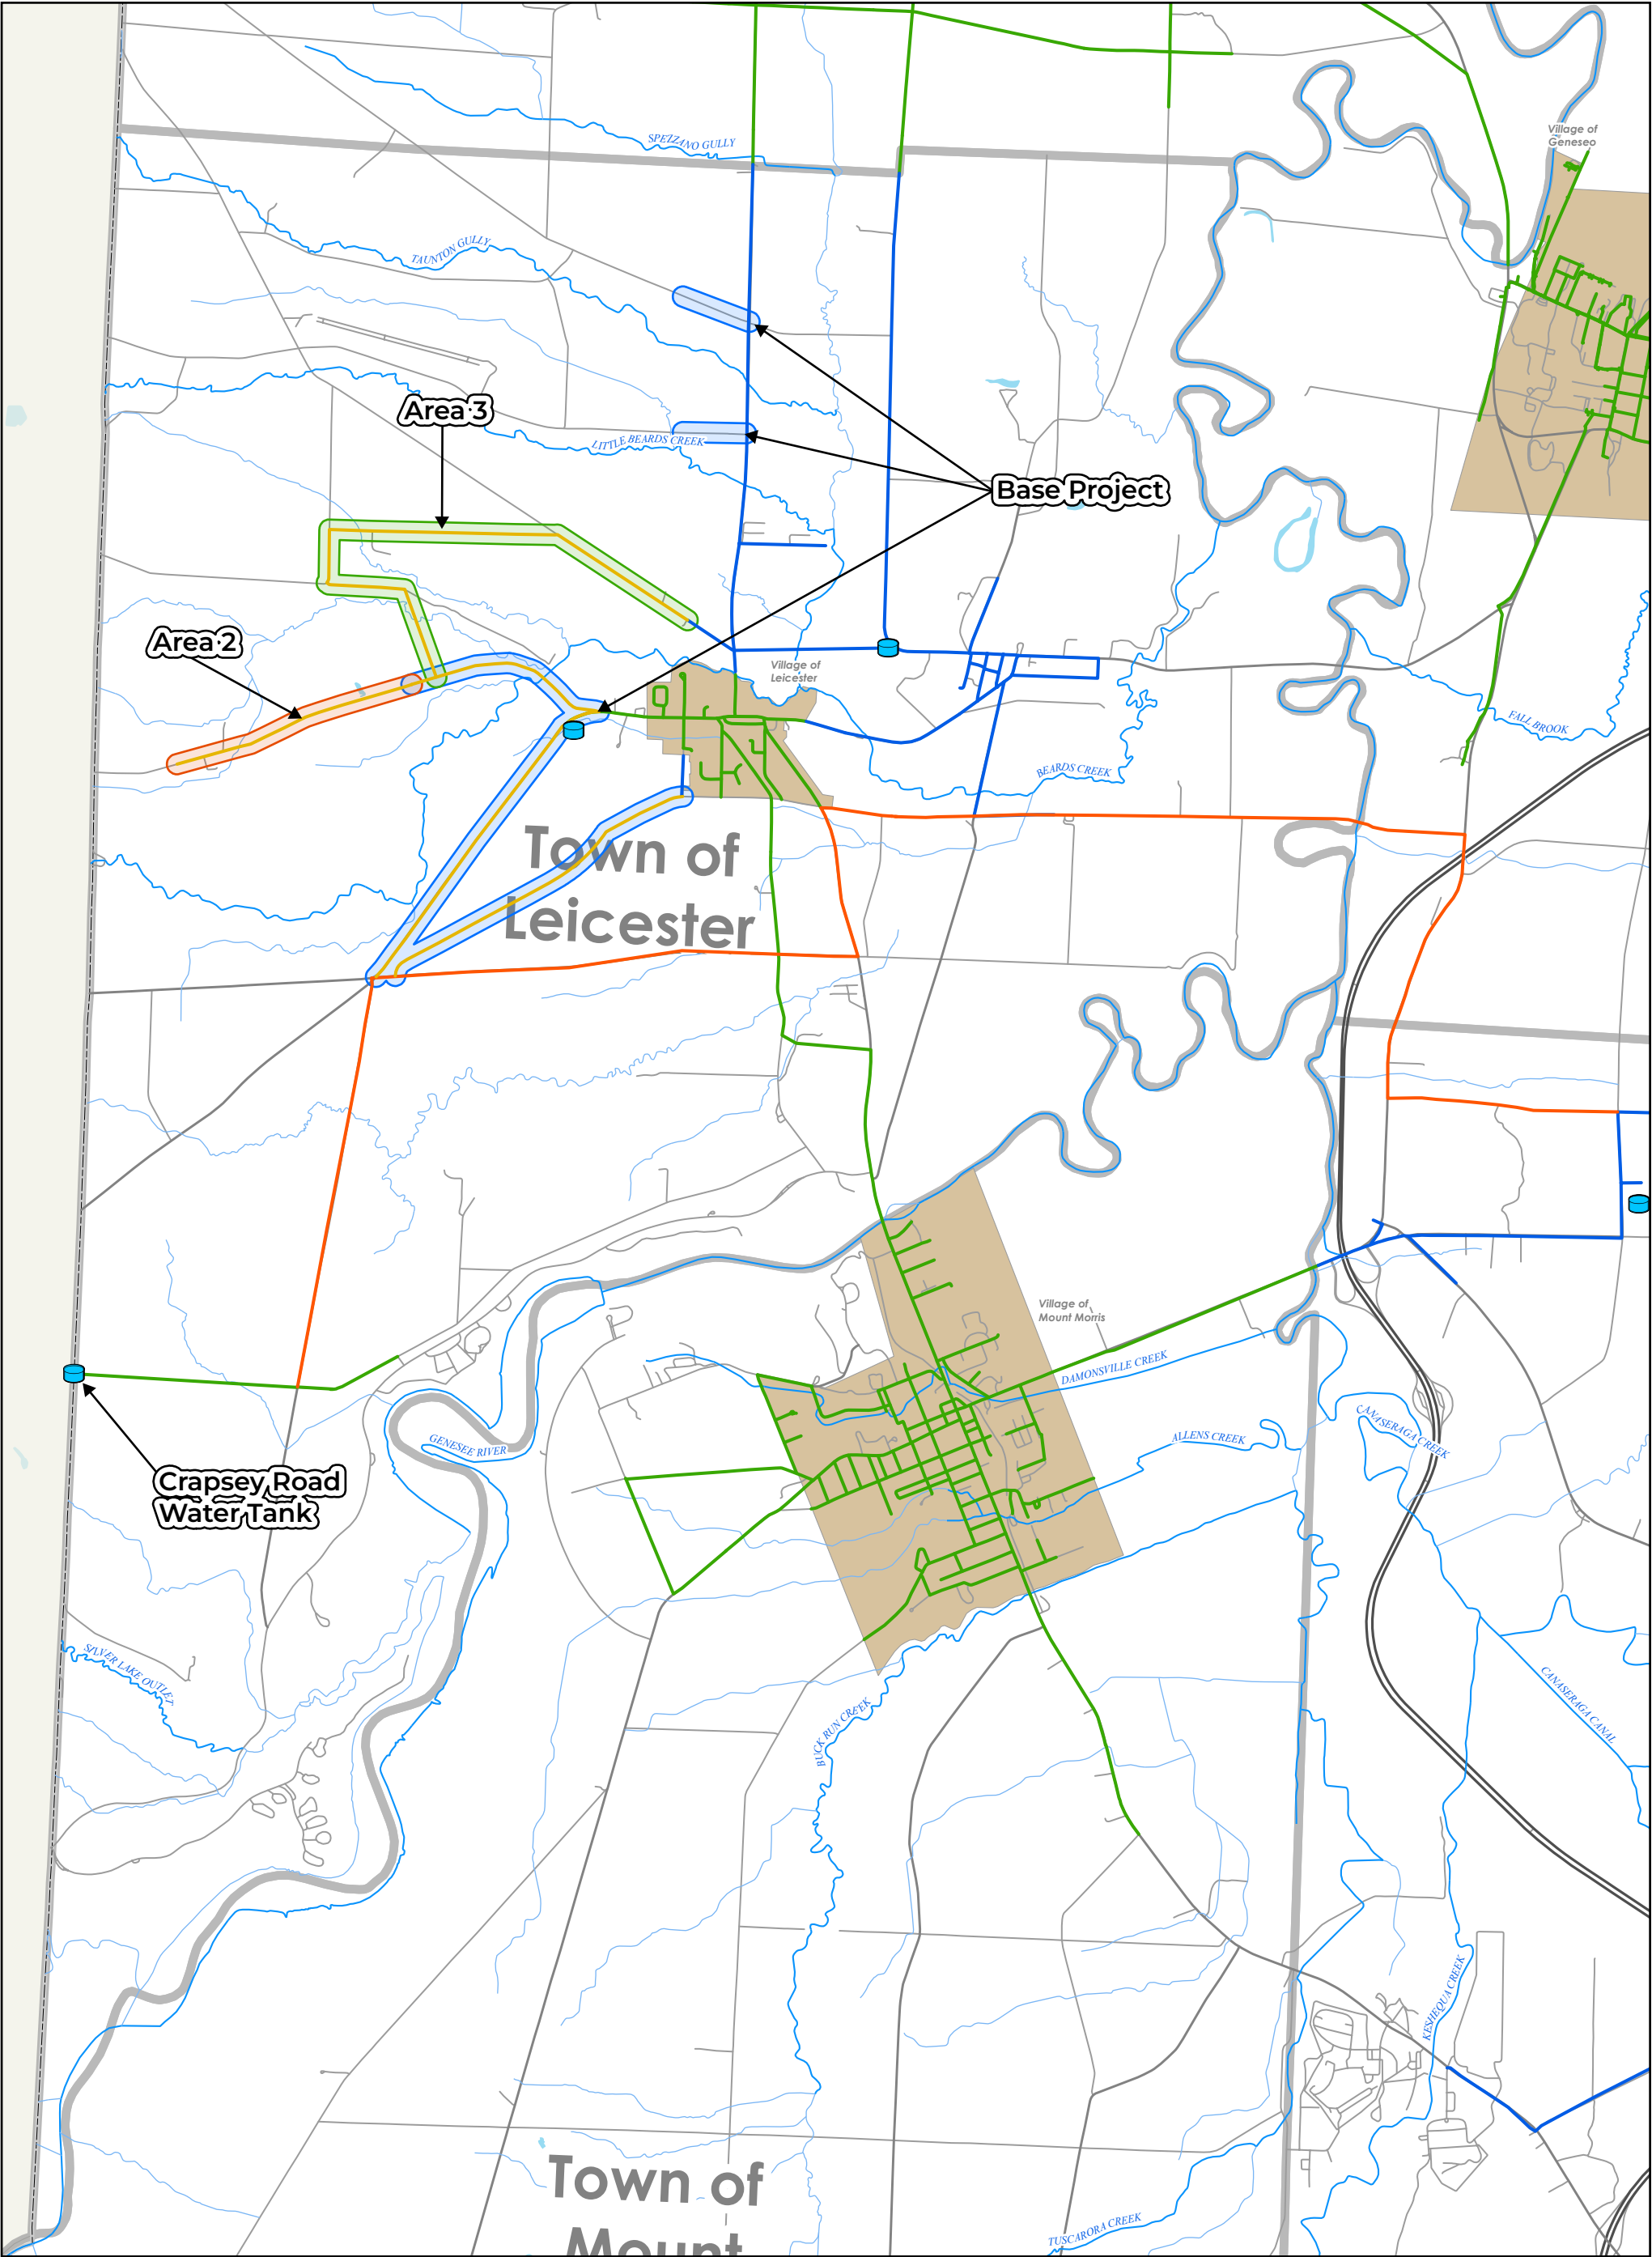 SPEZZANO GULLY
Village of
Geneseo
TAUNTON GULLY
Area 3
LITTLE BEARDS CREEK
Base Project
Area 2
Village of
Leicester
FALL BROOK
BEARDS CREEK
Town of
Leicester
Village of
Mount Morris
DAMONSVILLE CREEK
CANASERAGA CREEK
GENESEE RIVER
ALLENS CREEK
Crapsey Road
Water Tank
SILVER LAKE OUTLET
BUCK RUN CREEK
CANASERAGA CANAL
KESHEQUA CREEK
Town of
Mount
TUSCARORA CREEK